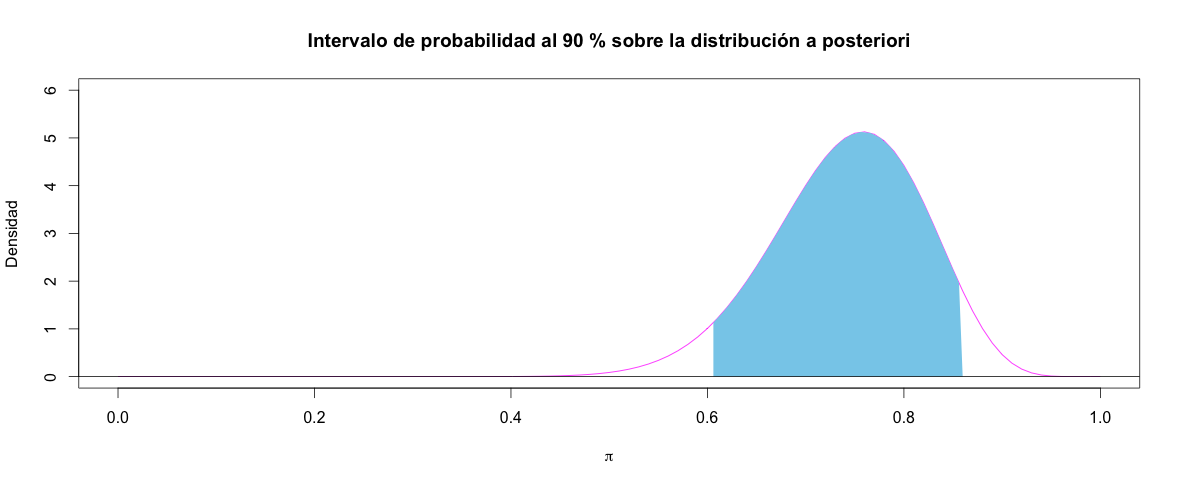 Intervalo de probabilidad al 90 % sobre la distribución a posteriori
Densidad
6
5
4
3
2
1
0
0.0 0.2 0.4 0.6 0.8 1.0
π